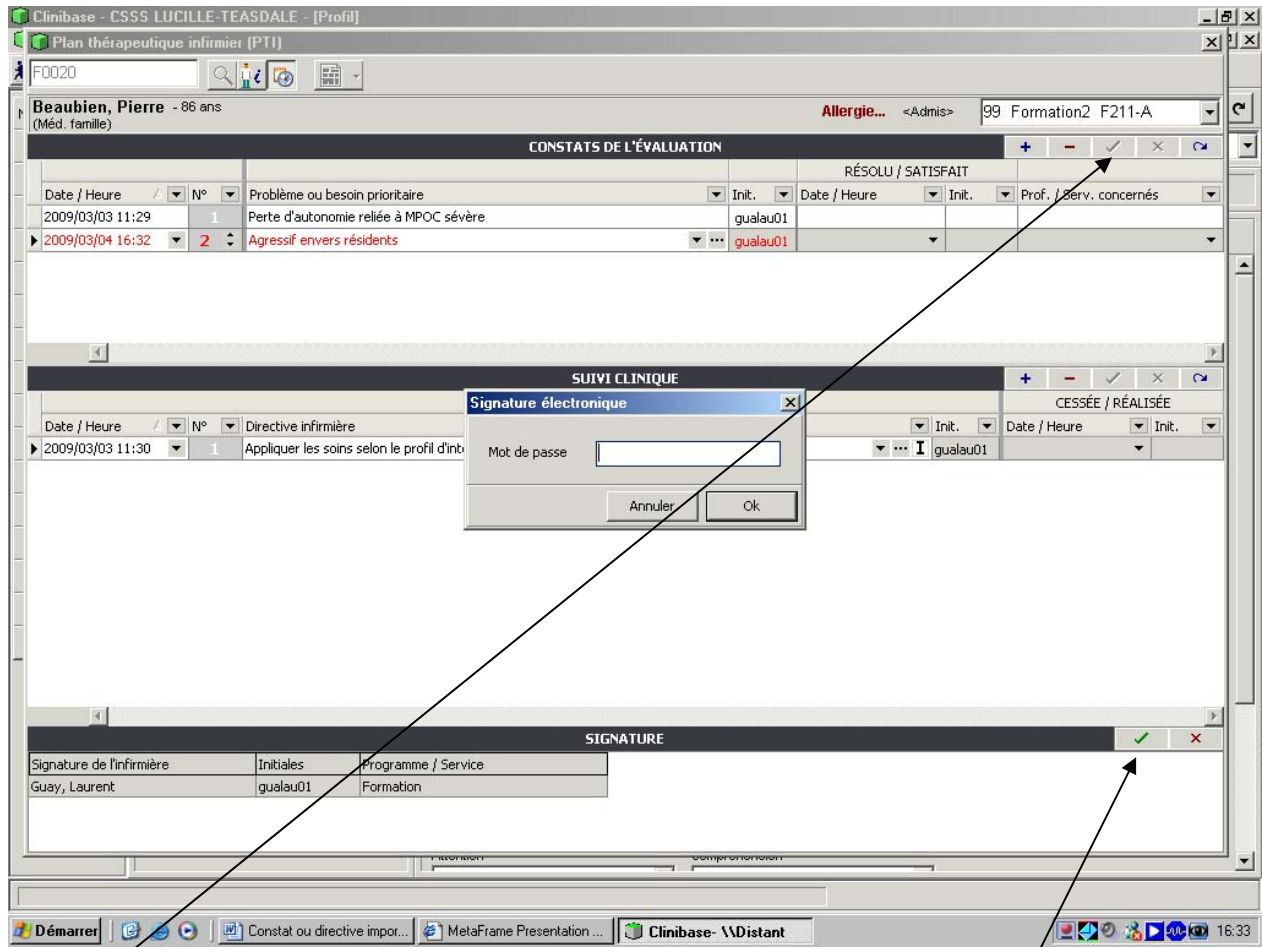 Clinibase - CSSS LUCILLE-TEASDALE - [Profil]
Plan thérapeutique infirmier (PTI)
F0020
Beaubien, Pierre - 86 ans
(Méd. famille)
Allergie... <Admis> 99 Formation2 F211-A
CONSTATS DE L'ÉVALUATION
RÉSOLU / SATISFAIT
Date / Heure N° Problème ou besoin prioritaire Init. Date / Heure Init. Prof. / Serv. concernés
2009/03/03 11:29 1 Perte d'autonomie reliée à MPOC sévère gualau01
2009/03/04 16:32 2 Agressif envers résidents gualau01
SUIVI CLINIQUE
CESSÉE / RÉALISÉE
Date / Heure N° Directive infirmière Init. Date / Heure Init.
2009/03/03 11:30 1 Appliquer les soins selon le profil d'int gualau01
Signature électronique
Mot de passe
Annuler Ok
SIGNATURE
Signature de l'infirmière Initiales Programme / Service
Guay, Laurent gualau01 Formation
Démarrer Constat ou directive impor... MetaFrame Presentation ... Clinibase- \\Distant 16:33